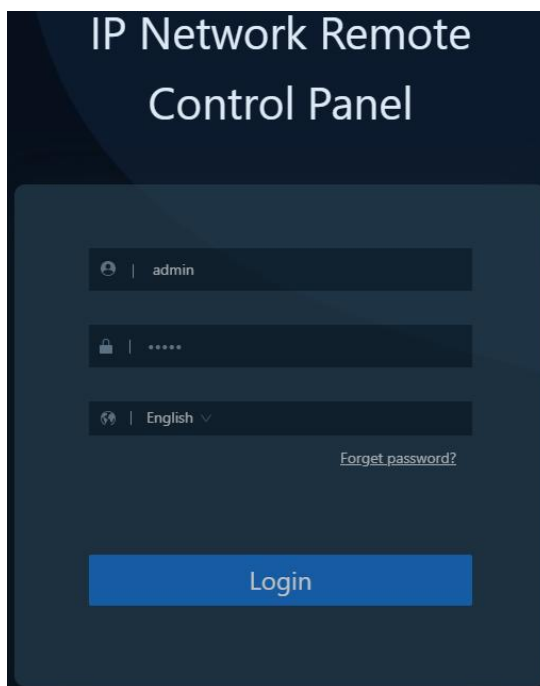 IP Network Remote
Control Panel
| admin
| •••••
| English
Forget password?
Login